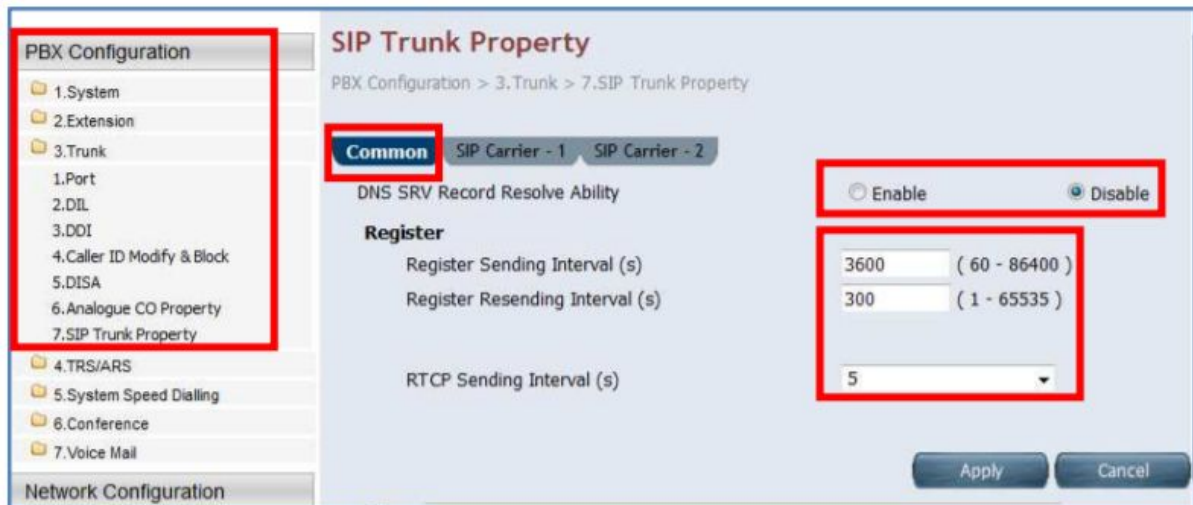 PBX Configuration
1.System
2.Extension
3.Trunk
1.Port
2.DIL
3.DDI
4.Caller ID Modify & Block
5.DISA
6.Analogue CO Property
7.SIP Trunk Property
4.TRS/ARS
5.System Speed Dialling
6.Conference
7.Voice Mail
Network Configuration
SIP Trunk Property
PBX Configuration > 3.Trunk > 7.SIP Trunk Property
Common SIP Carrier - 1 SIP Carrier - 2
DNS SRV Record Resolve Ability Enable Disable
Register
Register Sending Interval (s) 3600 ( 60 - 86400 )
Register Resending Interval (s) 300 ( 1 - 65535 )
RTCP Sending Interval (s) 5
Apply Cancel